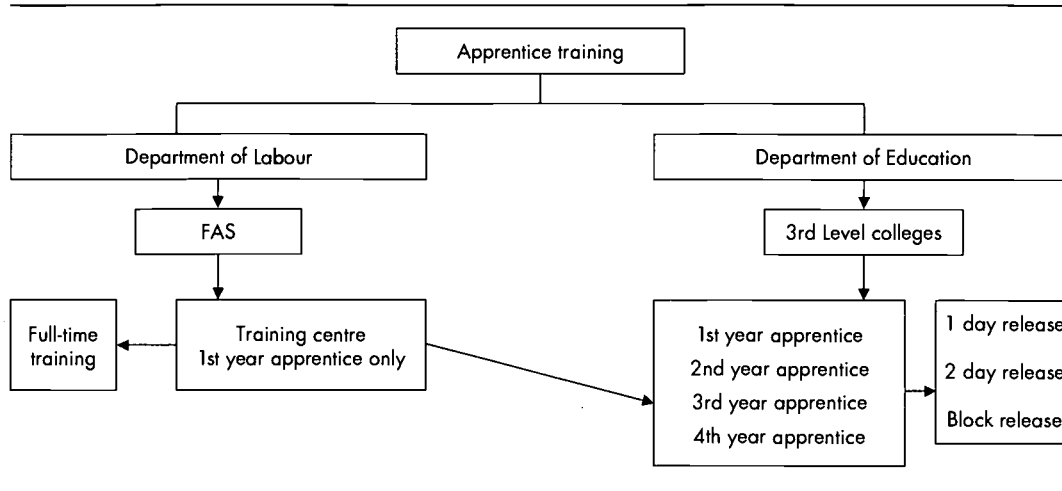 Apprentice training
Department of Labour
Department of Education
FAS
3rd Level colleges
Full-time
training
Training centre
1st year apprentice only
1st year apprentice
2nd year apprentice
3rd year apprentice
4th year apprentice
1 day release
2 day release
Block release